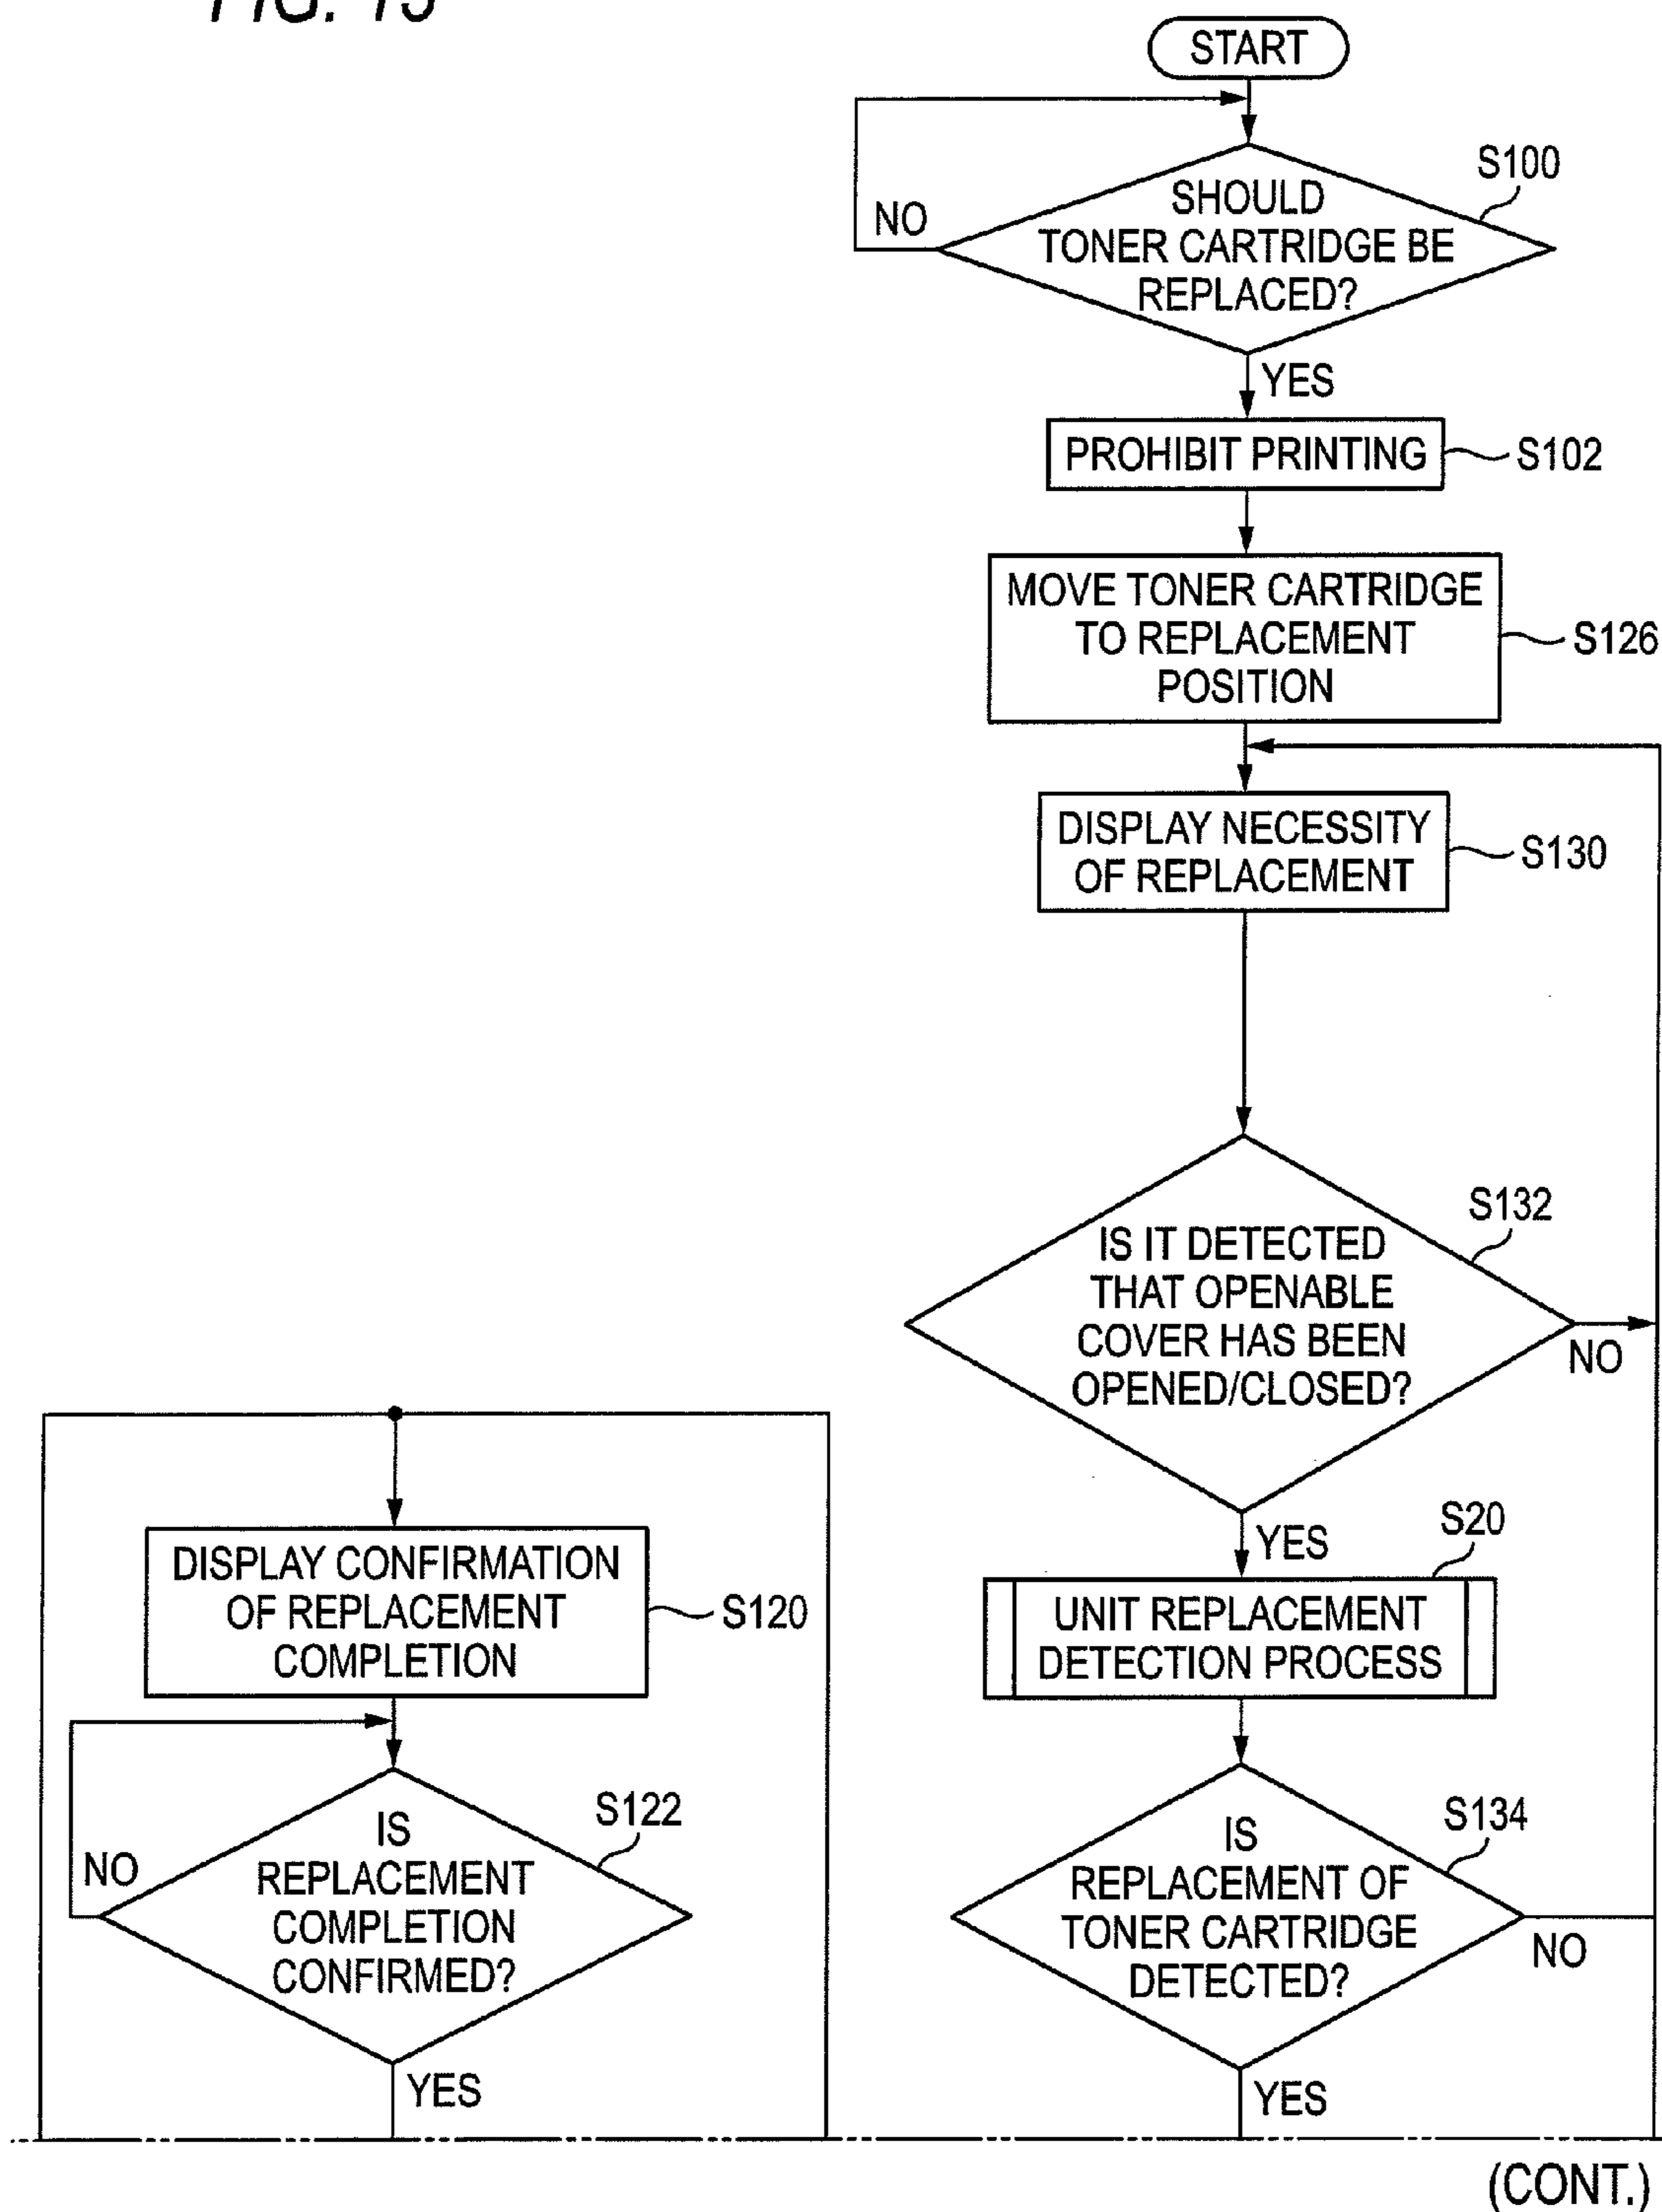 FIG. 15
START
S100
SHOULD
TONER CARTRIDGE BE
REPLACED?
NO
YES
PROHIBIT PRINTING
S102
MOVE TONER CARTRIDGE
TO REPLACEMENT
POSITION
S126
DISPLAY NECESSITY
OF REPLACEMENT
S130
S132
IS IT DETECTED
THAT OPENABLE
COVER HAS BEEN
OPENED/CLOSED?
NO
YES
S20
UNIT REPLACEMENT
DETECTION PROCESS
S134
IS
REPLACEMENT OF
TONER CARTRIDGE
DETECTED?
NO
YES
DISPLAY CONFIRMATION
OF REPLACEMENT
COMPLETION
S120
S122
IS
REPLACEMENT
COMPLETION
CONFIRMED?
NO
YES
(CONT.)